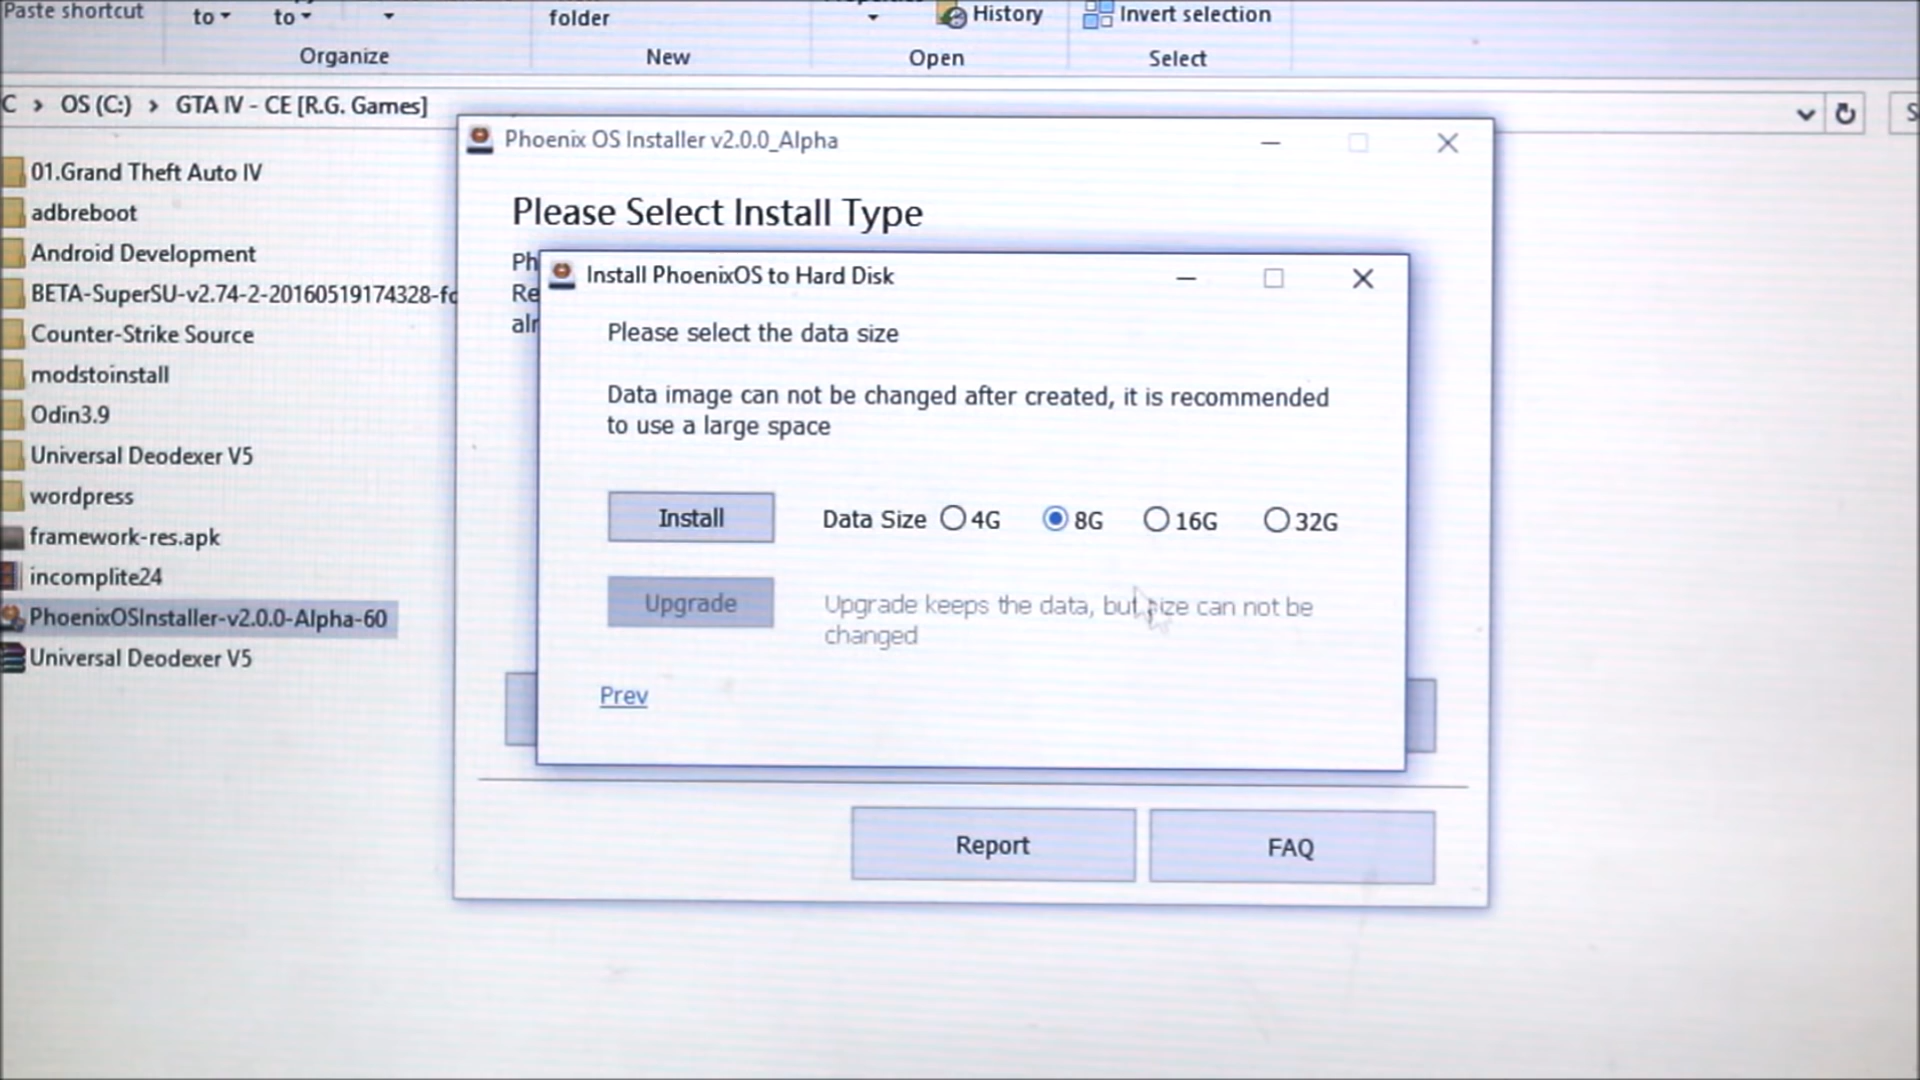 Paste shortcut
to
to
folder
History
Invert selection
Organize
New
Open
Select
C > OS (C:) > GTA IV - CE [R.G. Games]
S
01.Grand Theft Auto IV
adbreboot
Android Development
BETA-SuperSU-v2.74-2-20160519174328-fo
Counter-Strike Source
modstoinstall
Odin3.9
Universal Deodexer V5
wordpress
framework-res.apk
incomplite24
PhoenixOSInstaller-v2.0.0-Alpha-60
Universal Deodexer V5
Phoenix OS Installer v2.0.0_Alpha
Please Select Install Type
Ph
Re
alr
Install PhoenixOS to Hard Disk
Please select the data size
Data image can not be changed after created, it is recommended
to use a large space
Install
Data Size 4G 8G 16G 32G
Upgrade
Upgrade keeps the data, but size can not be
changed
Prev
Report
FAQ